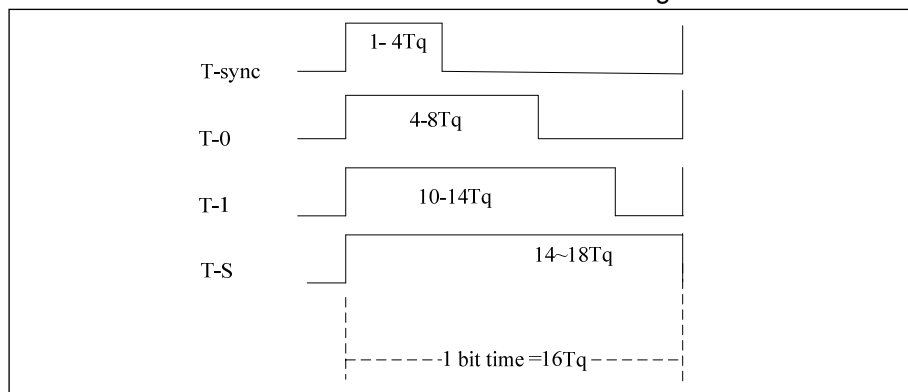 1- 4Tq
T-sync
4-8Tq
T-0
10-14Tq
T-1
14~18Tq
T-S
1 bit time =16Tq